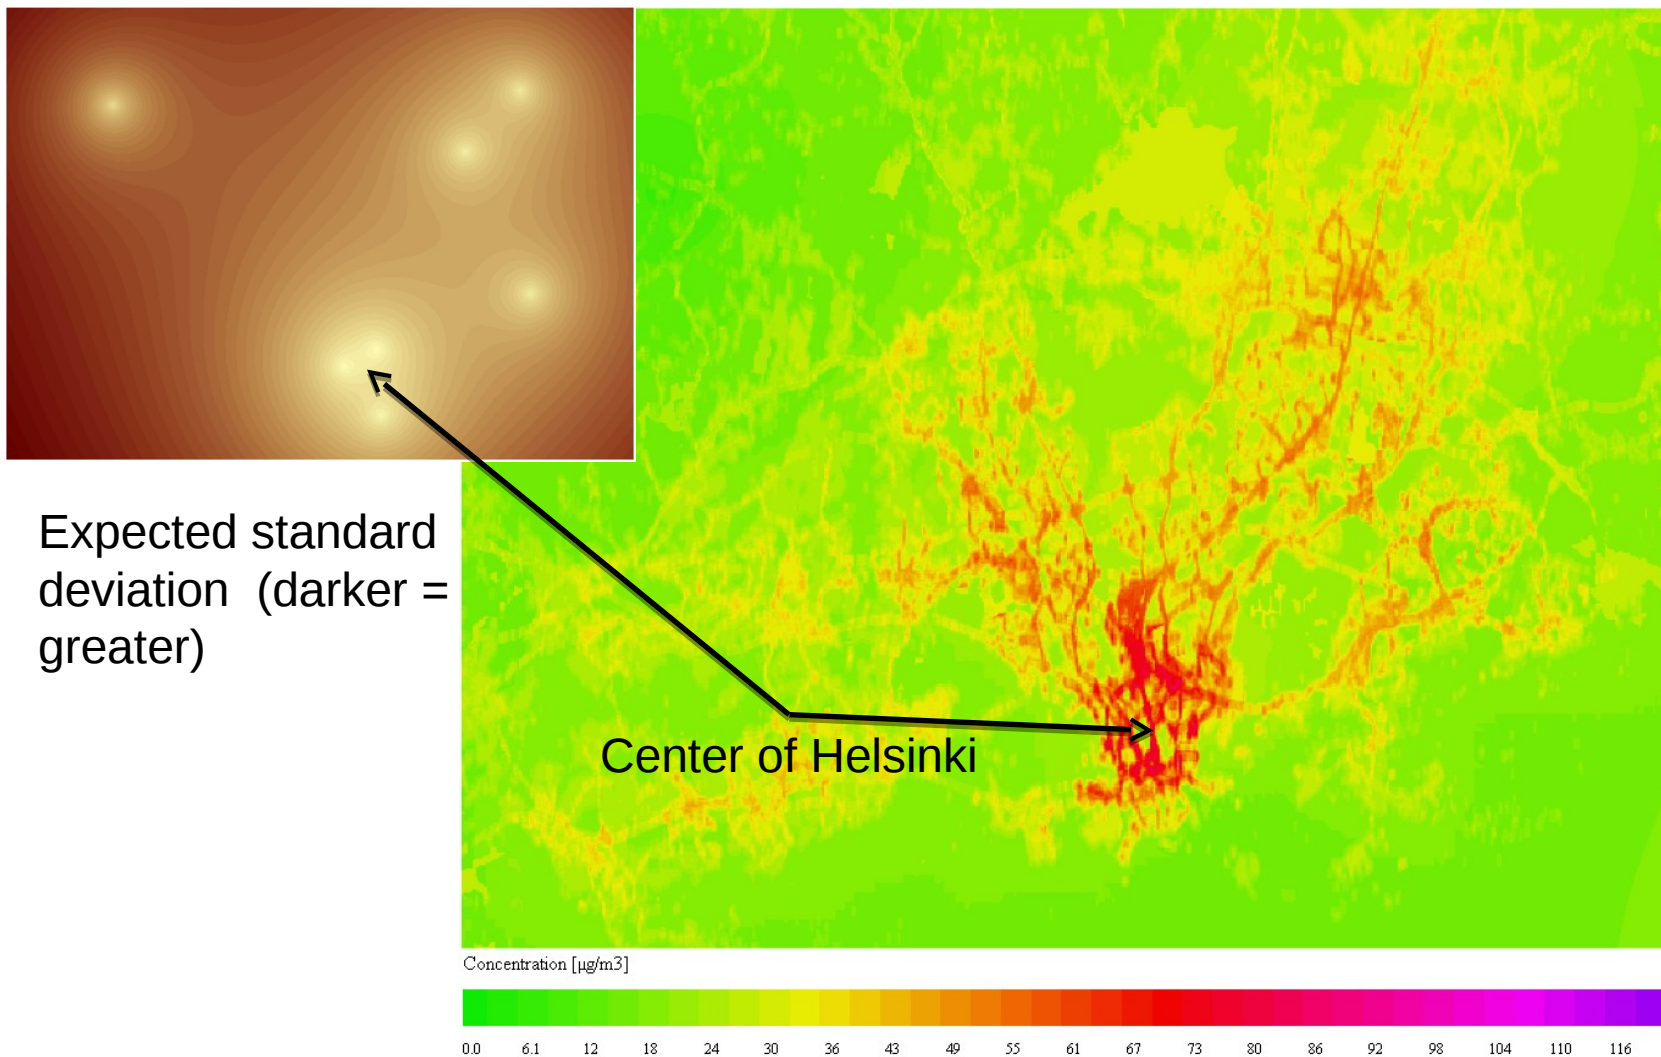 Expected standard
deviation  (darker =
greater)
Center of Helsinki
Concentration [µg/m3]
0.0 6.1 12 18 24 30 36 43 49 55 61 67 73 80 86 92 98 104 110 116